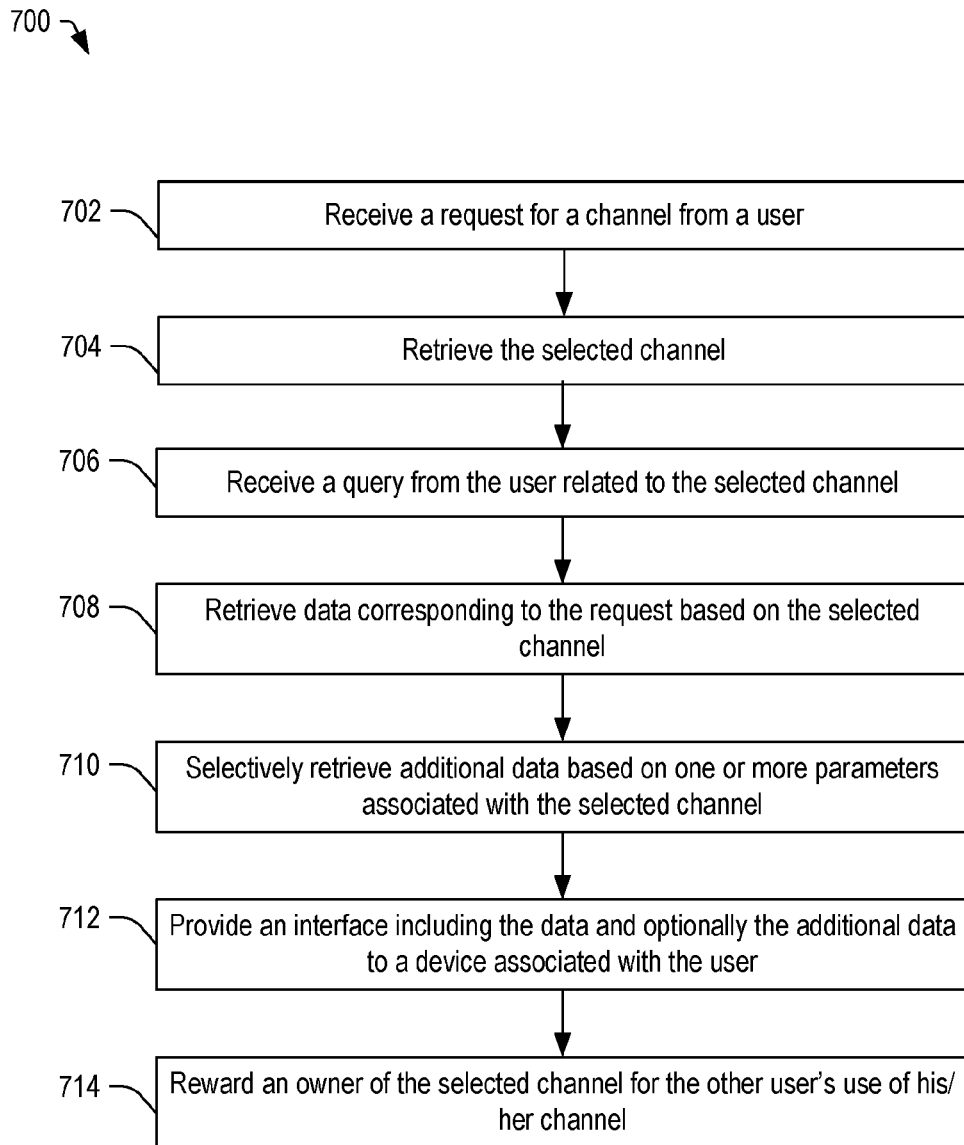 700
702
Receive a request for a channel from a user
704
Retrieve the selected channel
706
Receive a query from the user related to the selected channel
708
Retrieve data corresponding to the request based on the selected
channel
710
Selectively retrieve additional data based on one or more parameters
associated with the selected channel
712
Provide an interface including the data and optionally the additional data
to a device associated with the user
714
Reward an owner of the selected channel for the other user's use of his/
her channel